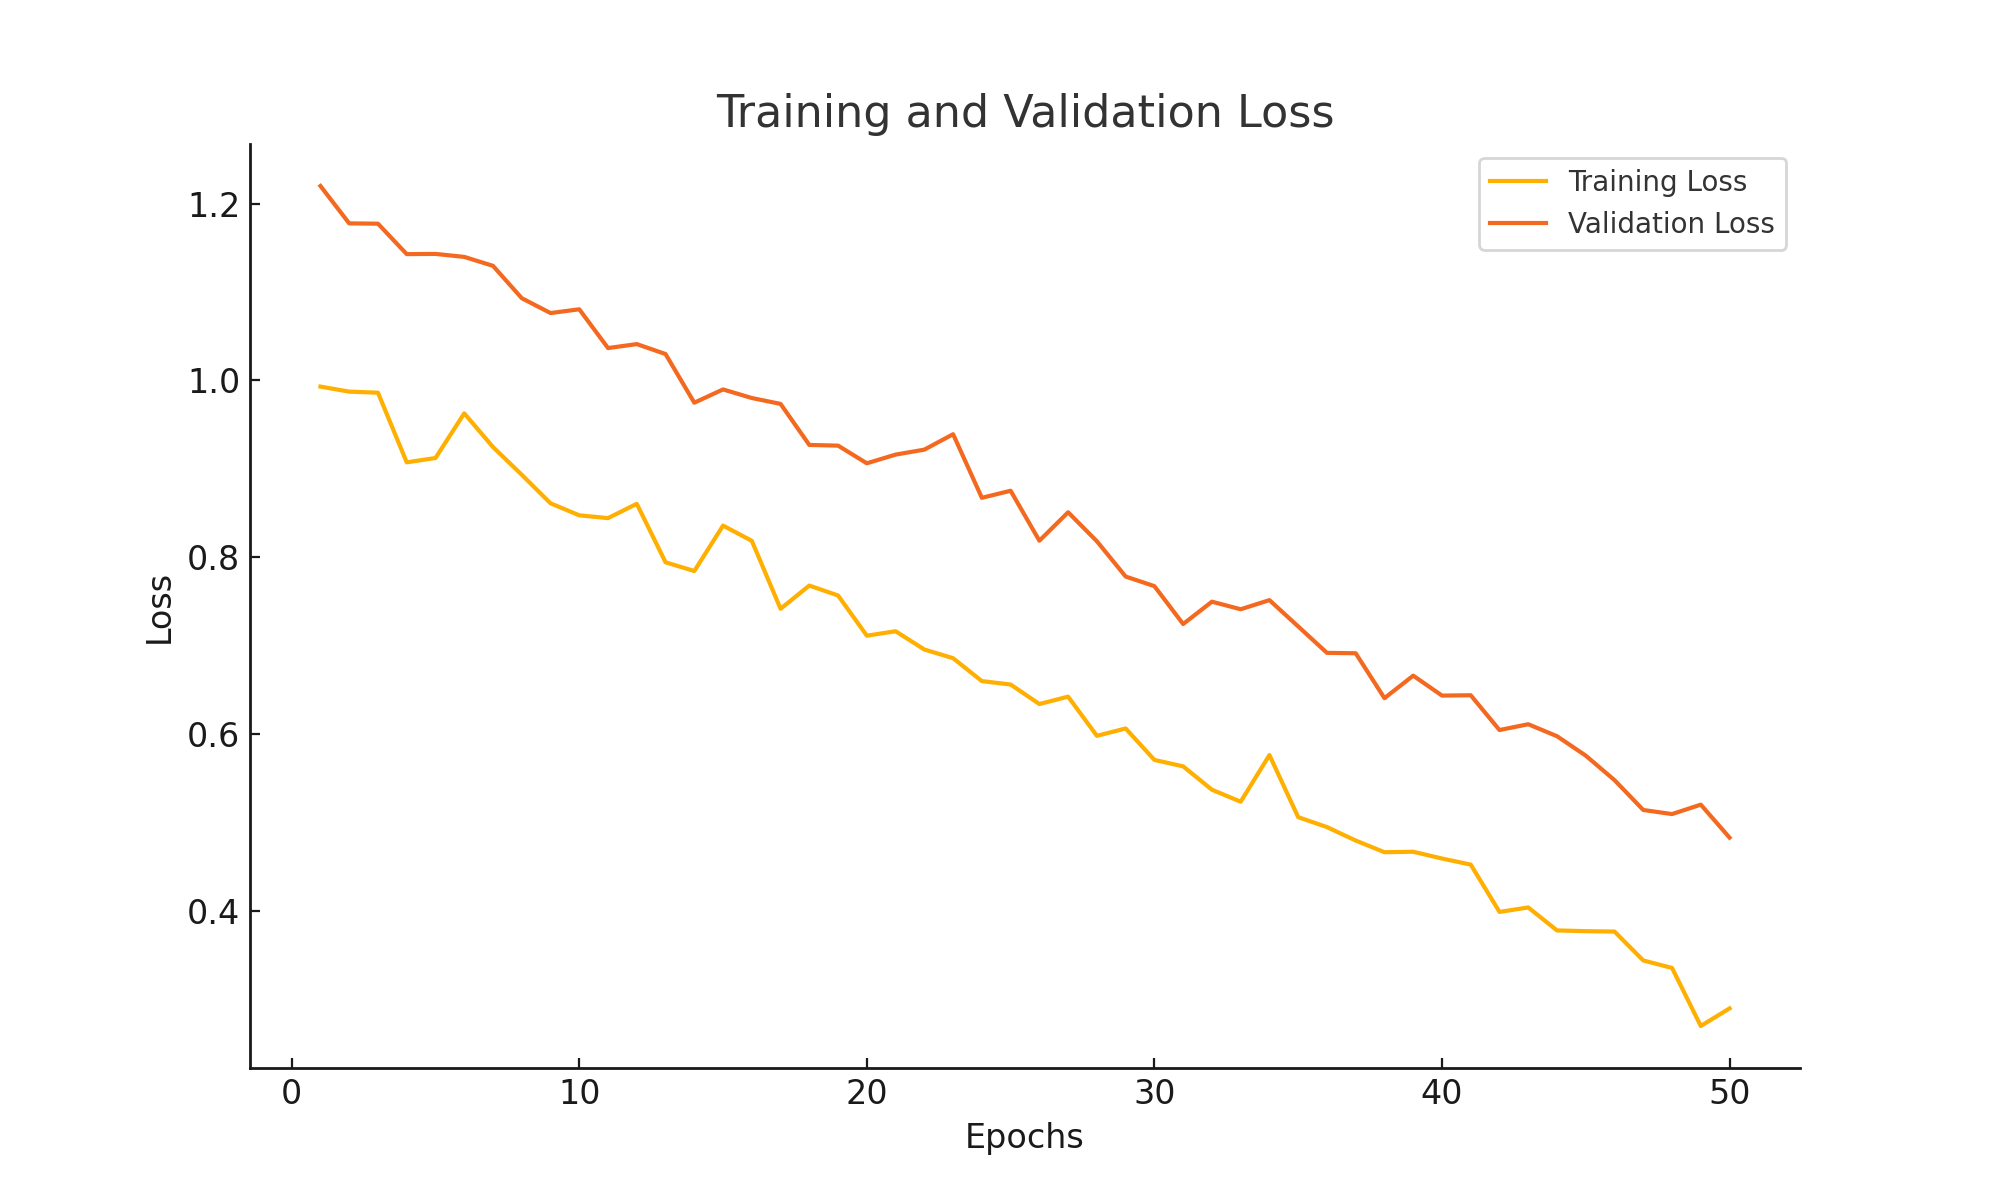 Training and Validation Loss
Training Loss
Validation Loss
1.2
1.0
0.8
0.6
0.4
Loss
0 10 20 30 40 50
Epochs